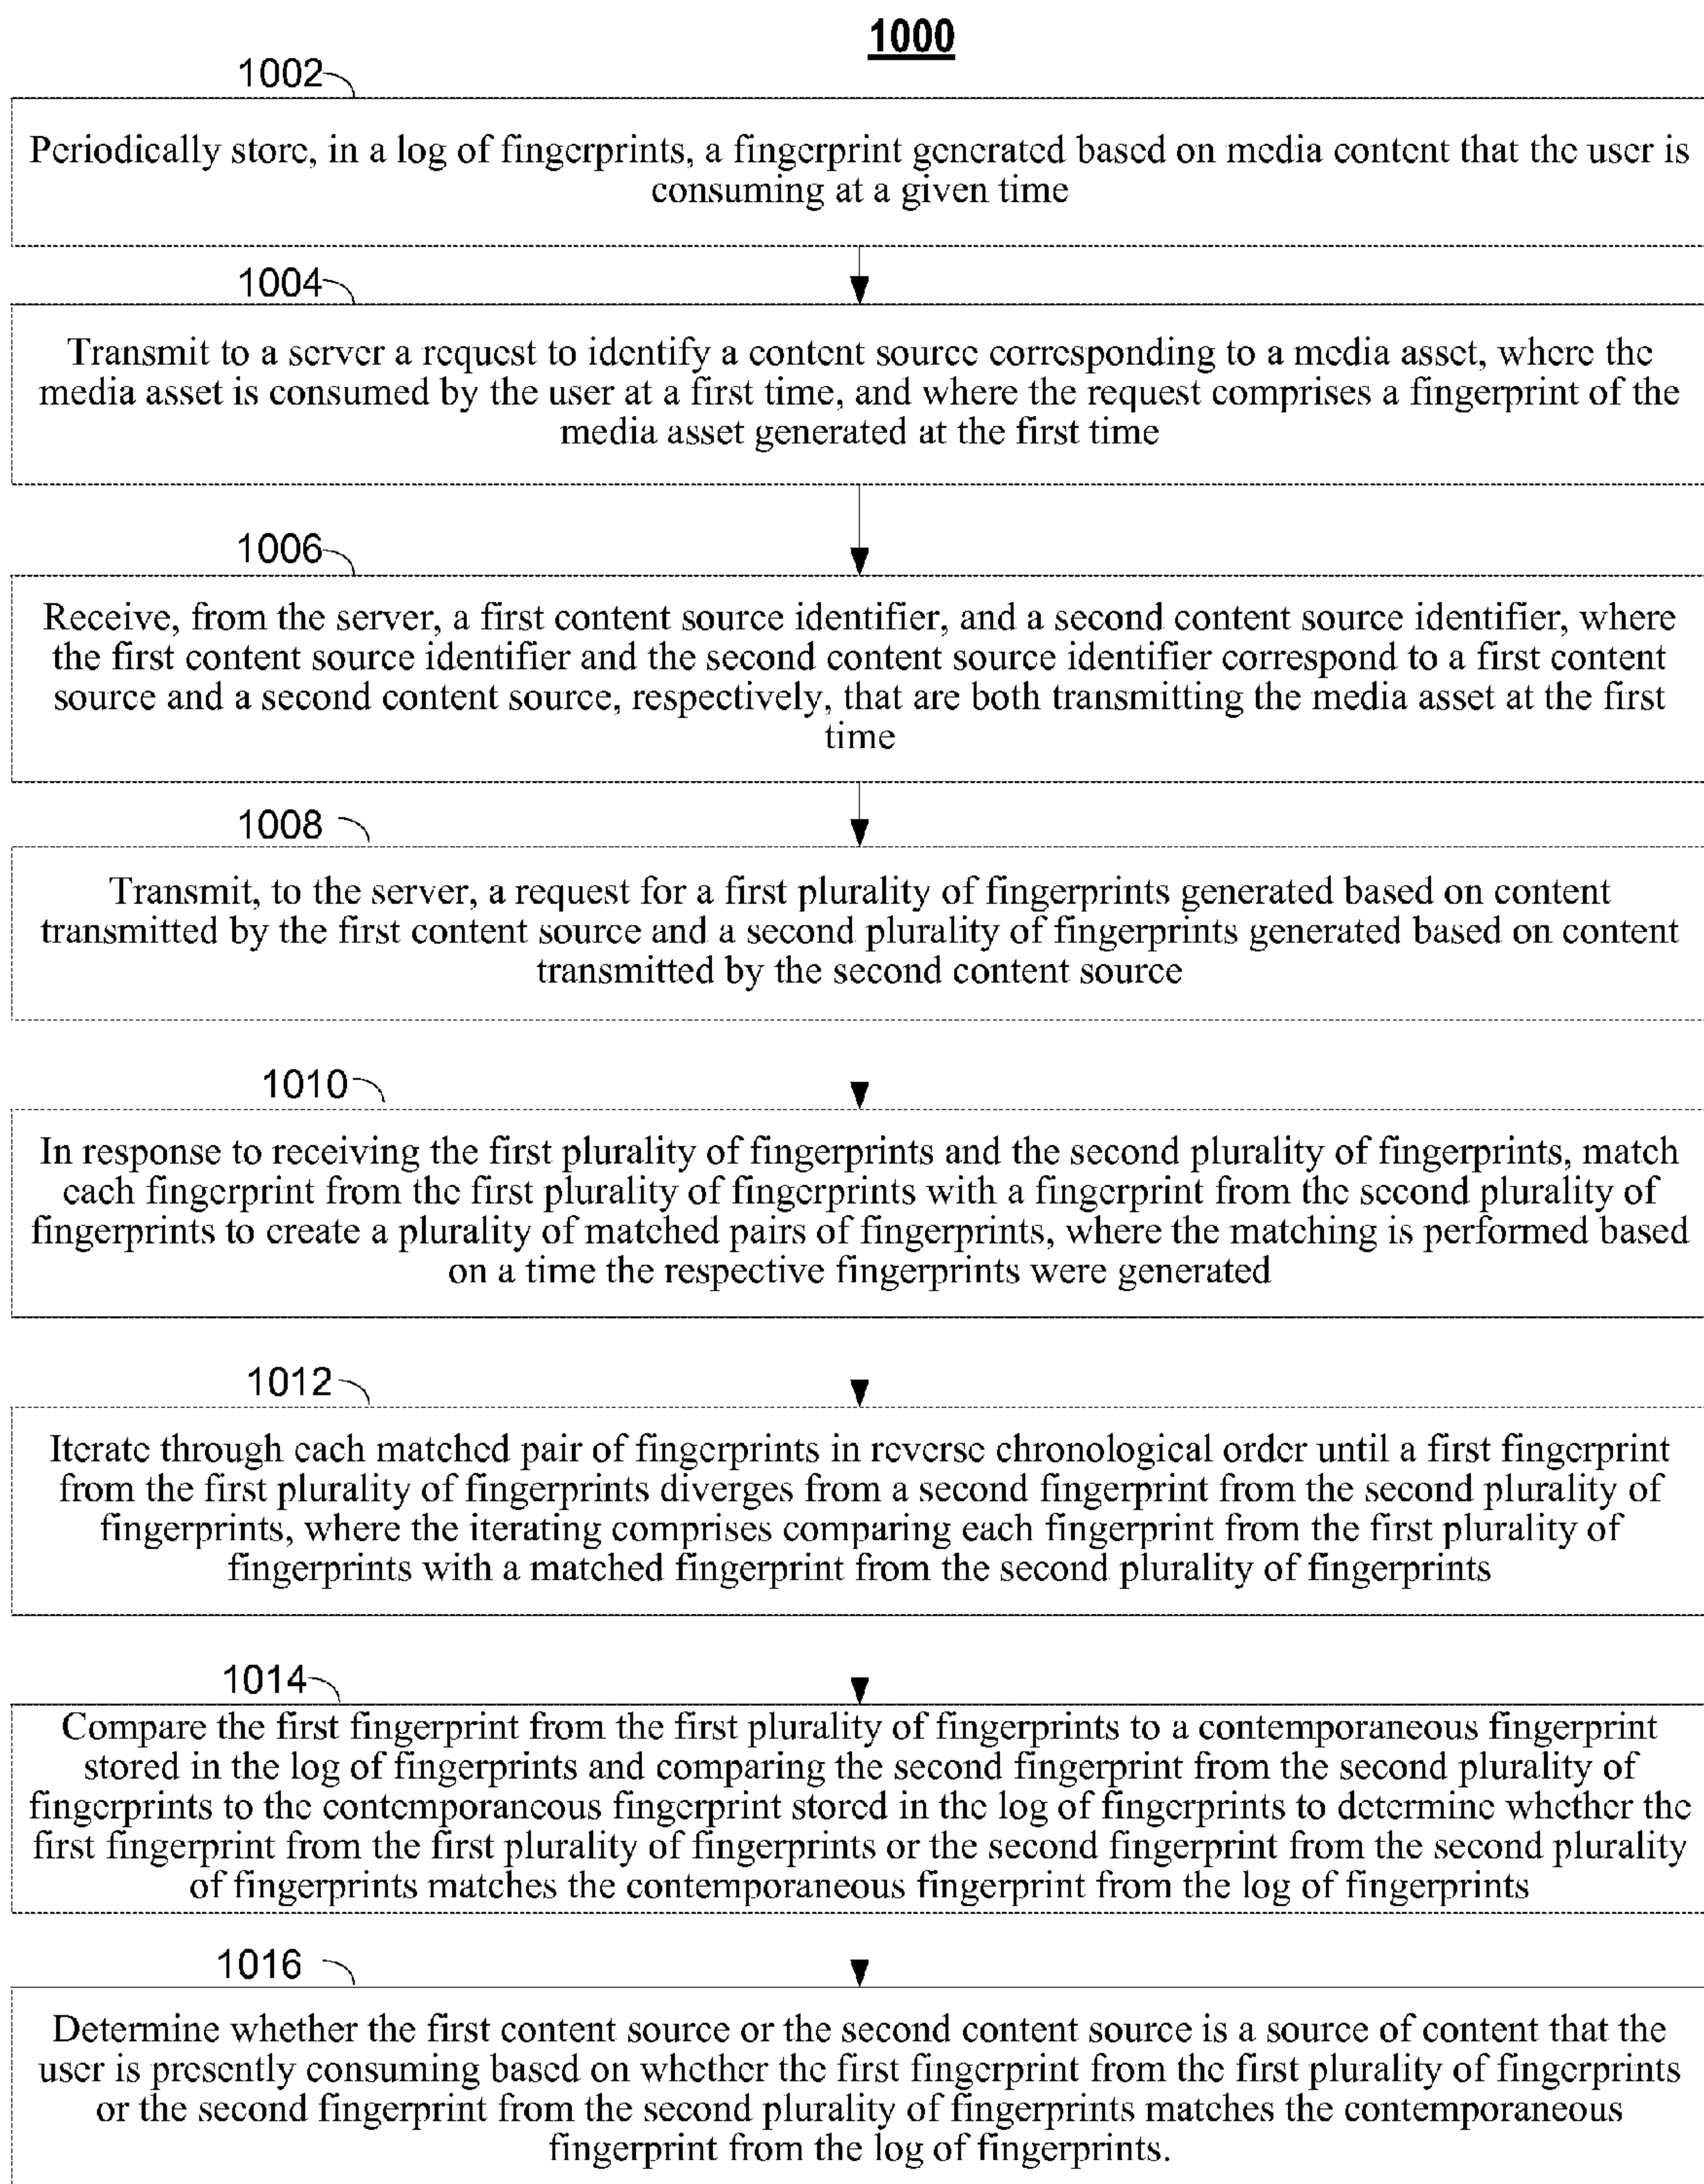 1000
1002
Periodically store, in a log of fingerprints, a fingerprint generated based on media content that the user is
consuming at a given time
1004
Transmit to a server a request to identify a content source corresponding to a media asset, where the
media asset is consumed by the user at a first time, and where the request comprises a fingerprint of the
media asset generated at the first time
1006
Receive, from the server, a first content source identifier, and a second content source identifier, where
the first content source identifier and the second content source identifier correspond to a first content
source and a second content source, respectively, that are both transmitting the media asset at the first
time
1008
Transmit, to the server, a request for a first plurality of fingerprints generated based on content
transmitted by the first content source and a second plurality of fingerprints generated based on content
transmitted by the second content source
1010
In response to receiving the first plurality of fingerprints and the second plurality of fingerprints, match
each fingerprint from the first plurality of fingerprints with a fingerprint from the second plurality of
fingerprints to create a plurality of matched pairs of fingerprints, where the matching is performed based
on a time the respective fingerprints were generated
1012
Iterate through each matched pair of fingerprints in reverse chronological order until a first fingerprint
from the first plurality of fingerprints diverges from a second fingerprint from the second plurality of
fingerprints, where the iterating comprises comparing each fingerprint from the first plurality of
fingerprints with a matched fingerprint from the second plurality of fingerprints
1014
Compare the first fingerprint from the first plurality of fingerprints to a contemporaneous fingerprint
stored in the log of fingerprints and comparing the second fingerprint from the second plurality of
fingerprints to the contemporaneous fingerprint stored in the log of fingerprints to determine whether the
first fingerprint from the first plurality of fingerprints or the second fingerprint from the second plurality
of fingerprints matches the contemporaneous fingerprint from the log of fingerprints
1016
Determine whether the first content source or the second content source is a source of content that the
user is presently consuming based on whether the first fingerprint from the first plurality of fingerprints
or the second fingerprint from the second plurality of fingerprints matches the contemporaneous
fingerprint from the log of fingerprints.